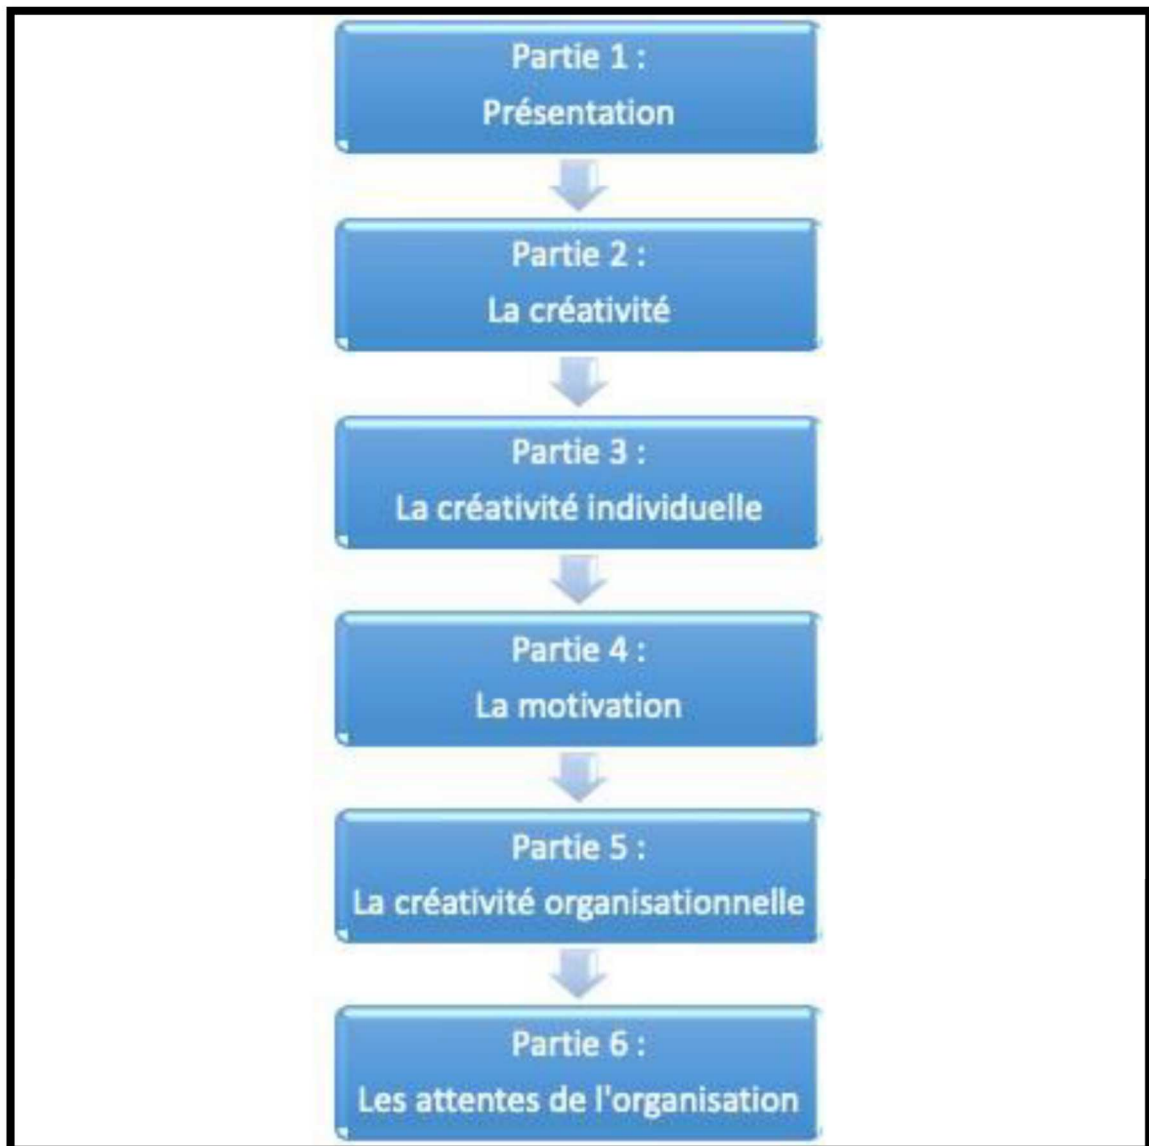 Partie 1 :
Présentation
Partie 2 :
La créativité
Partie 3 :
La créativité individuelle
Partie 4 :
La motivation
Partie 5 :
La créativité organisationnelle
Partie 6 :
Les attentes de l'organisation